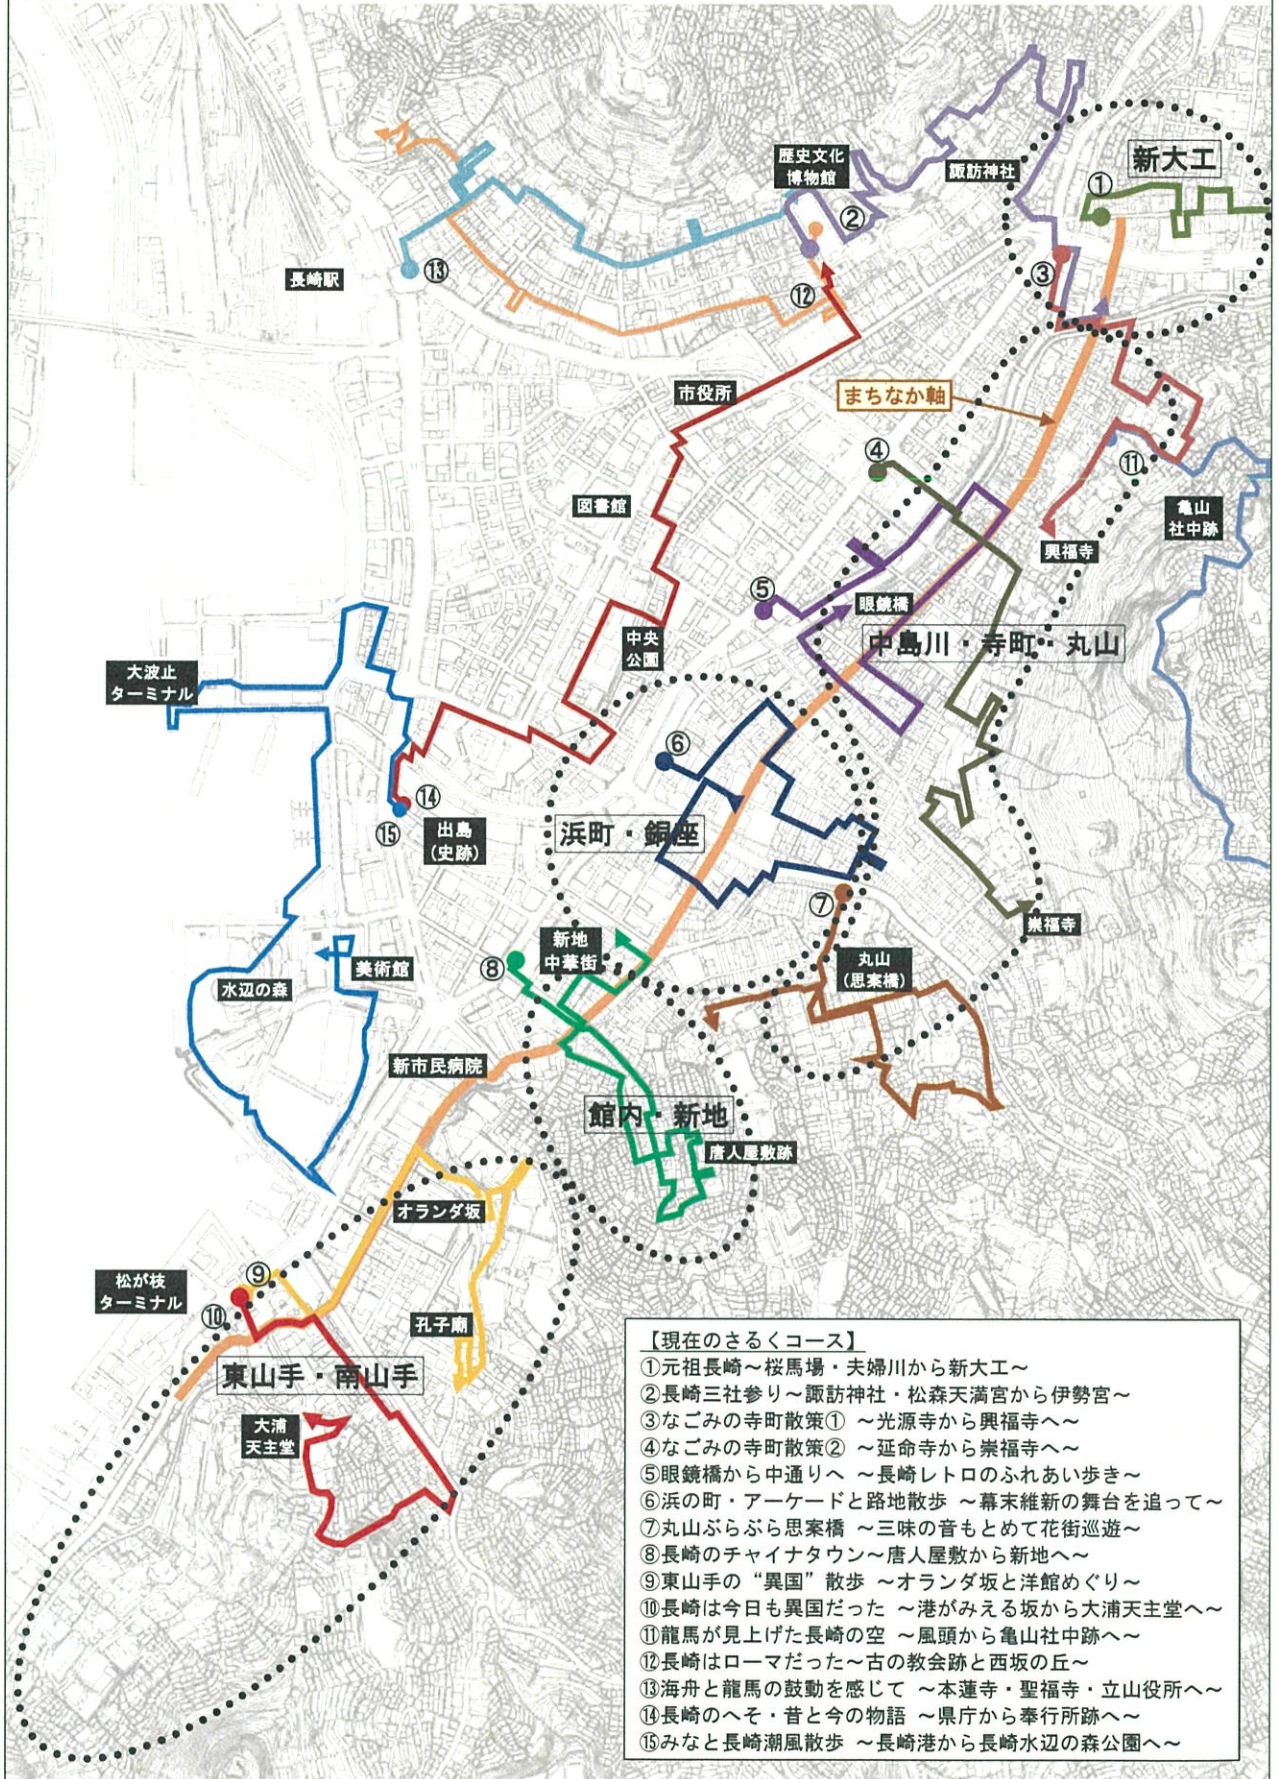 新大工
①
歴史文化
博物館
諏訪神社
②
③
長崎駅
⑬
⑫
市役所
まちなか軸
④
⑪
図書館
亀山
社中跡
興福寺
⑤
眼鏡橋
中央
公園
中島川・寺町・丸山
大波止
ターミナル
⑥
⑭
⑮
出島
(史跡)
浜町・銅座
⑦
崇福寺
新地
中華街
⑧
丸山
(思案橋)
美術館
水辺の森
新市民病院
館内・新地
唐人屋敷跡
オランダ坂
松が枝
ターミナル
⑨
⑩
孔子廟
東山手・南山手
大浦
天主堂
【現在のさるくコース】
①元祖長崎～桜馬場・夫婦川から新大工～
②長崎三社参り～諏訪神社・松森天満宮から伊勢宮～
③なごみの寺町散策① ～光源寺から興福寺へ～
④なごみの寺町散策② ～延命寺から崇福寺へ～
⑤眼鏡橋から中通りへ ～長崎レトロのふれあい歩き～
⑥浜の町・アーケードと路地散歩 ～幕末維新の舞台を追って～
⑦丸山ぶらぶら思案橋 ～三味の音もとめて花街巡遊～
⑧長崎のチャイナタウン～唐人屋敷から新地へ～
⑨東山手の“異国”散歩 ～オランダ坂と洋館めぐり～
⑩長崎は今日も異国だった ～港がみえる坂から大浦天主堂へ～
⑪龍馬が見上げた長崎の空 ～風頭から亀山社中跡へ～
⑫長崎はローマだった～古の教会跡と西坂の丘～
⑬海舟と龍馬の鼓動を感じて ～本蓮寺・聖福寺・立山役所へ～
⑭長崎のへそ・昔と今の物語 ～県庁から奉行所跡へ～
⑮みなと長崎潮風散歩 ～長崎港から長崎水辺の森公園へ～